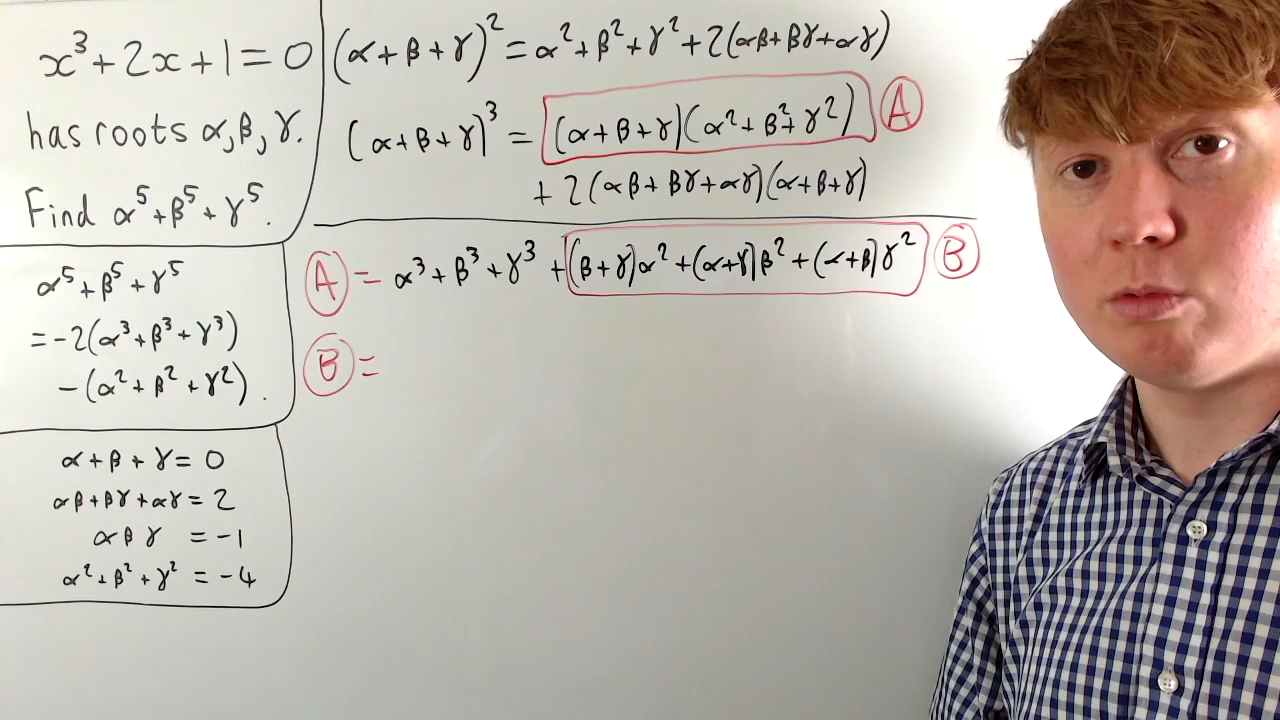 x³ + 2x + 1 = 0
has roots α, β, γ.
Find α⁵ + β⁵ + γ⁵.
α⁵ + β⁵ + γ⁵
= -2(α³ + β³ + γ³)
- (α² + β² + γ²).
α + β + γ = 0
αβ + βγ + αγ = 2
αβγ = -1
α² + β² + γ² = -4
(α + β + γ)² = α² + β² + γ² + 2(αβ + βγ + αγ)
(α + β + γ)³ = (α + β + γ)(α² + β² + γ²) A
+ 2(αβ + βγ + αγ)(α + β + γ)
A = α³ + β³ + γ³ + (β + γ)α² + (α + γ)β² + (α + β)γ² B
B =